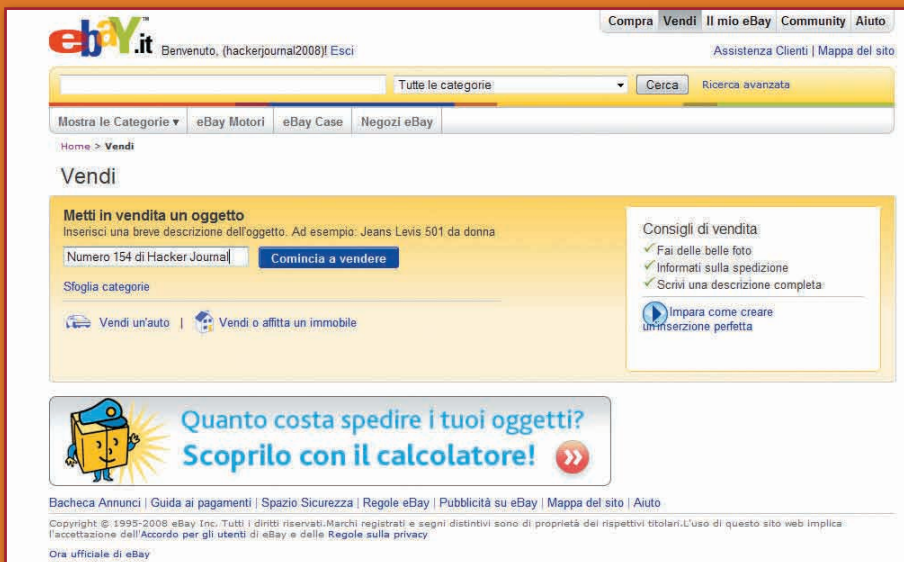 Compra Vendi Il mio eBay Community Aiuto
ebaY.it Benvenuto, (hackerjournal2008)! Esci
Assistenza Clienti | Mappa del sito
Tutte le categorie Cerca Ricerca avanzata
Mostra le Categorie eBay Motori eBay Case Negozi eBay
Home > Vendi
Vendi
Metti in vendita un oggetto
Inserisci una breve descrizione dell'oggetto. Ad esempio: Jeans Levis 501 da donna
Numero 154 di Hacker Journal Comincia a vendere
Sfoglia categorie
Vendi un'auto | Vendi o affitta un immobile
Consigli di vendita
Fai delle belle foto
Informati sulla spedizione
Scrivi una descrizione completa
Impara come creare
un'inserzione perfetta
Quanto costa spedire i tuoi oggetti?
Scoprilo con il calcolatore!
Bacheca Annunci | Guida ai pagamenti | Spazio Sicurezza | Regole eBay | Pubblicità su eBay | Mappa del sito | Aiuto
Copyright © 1995-2008 eBay Inc. Tutti i diritti riservati.Marchi registrati e segni distintivi sono di proprietà dei rispettivi titolari.L'uso di questo sito web implica
l'accettazione dell'Accordo per gli utenti di eBay e delle Regole sulla privacy
Ora ufficiale di eBay